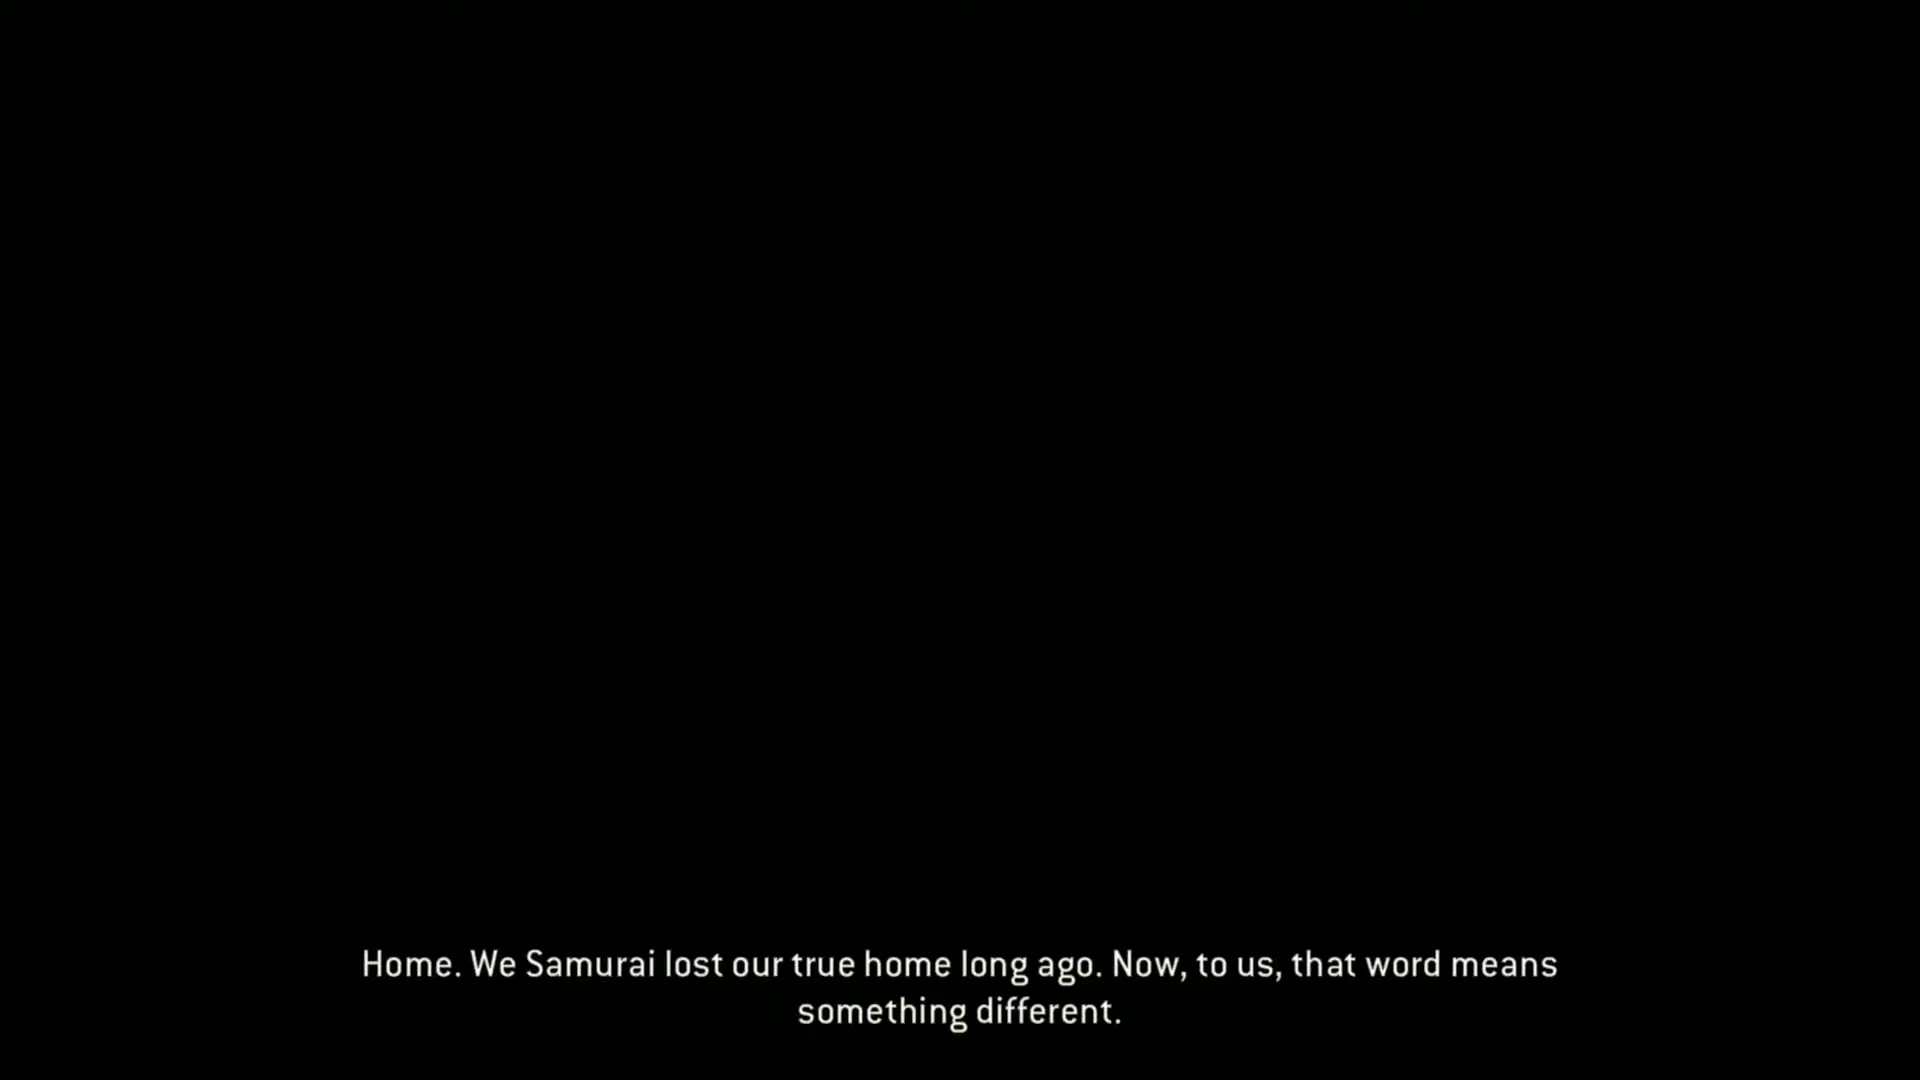 Home. We Samurai lost our true home long ago. Now, to us, that word means
something different.